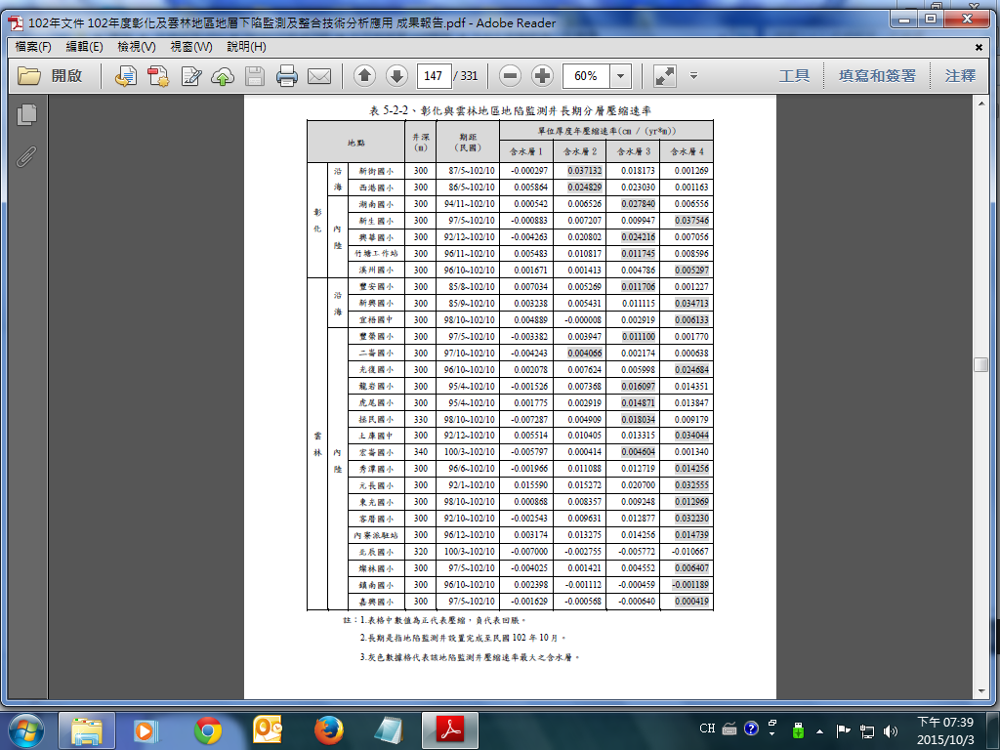 102年文件 102年度彰化及雲林地區地層下陷監測及整合技術分析應用 成果報告.pdf - Adobe Reader
檔案(F) 編輯(E) 檢視(V) 視窗(W) 說明(H)
開啟 147 / 331 60% 工具 填寫和簽署 注釋
表 5-2-2、彰化與雲林地區地陷監測井長期分層壓縮速率
地點 井深 (m) 期距 (民國) 單位厚度年壓縮速率(cm / (yr*m))
含水層 1 含水層 2 含水層 3 含水層 4
彰化 沿海 新街國小 300 87/5~102/10 -0.000297 0.037132 0.018173 0.001269
西港國小 300 86/5~102/10 0.005864 0.024829 0.023030 0.001163
內陸 湖南國小 300 94/11~102/10 0.000542 0.006526 0.027840 0.006556
新生國小 300 97/5~102/10 -0.000883 0.007207 0.009947 0.037546
興華國小 300 92/12~102/10 -0.004263 0.020802 0.024216 0.007056
竹塘工作站 300 96/11~102/10 0.005483 0.010817 0.011745 0.008596
溪州國小 300 96/10~102/10 0.001671 0.001413 0.004786 0.005297
雲林 沿海 豐安國小 300 85/8~102/10 0.007034 0.005269 0.011706 0.001227
新興國小 300 85/9~102/10 0.003238 0.005431 0.011115 0.034713
宜梧國中 300 98/10~102/10 0.004889 -0.000008 0.002919 0.006133
內陸 豐榮國小 300 97/5~102/10 -0.003382 0.003947 0.011100 0.001770
二崙國小 300 97/10~102/10 -0.004243 0.004066 0.002174 0.000638
光復國小 300 96/10~102/10 0.002078 0.007624 0.005998 0.024684
龍岩國小 300 95/4~102/10 -0.001526 0.007368 0.016097 0.014351
虎尾國小 300 95/4~102/10 0.001775 0.002919 0.014871 0.013847
拯民國小 330 98/10~102/10 -0.007287 0.004909 0.018034 0.009179
土庫國中 300 92/12~102/10 0.005514 0.010405 0.013315 0.034044
宏崙國小 340 100/3~102/10 -0.005797 0.000414 0.004604 0.001340
秀潭國小 300 96/6~102/10 -0.001966 0.011088 0.012719 0.014256
元長國小 300 92/1~102/10 0.015590 0.015272 0.020700 0.032555
東光國小 300 98/10~102/10 0.000868 0.008357 0.009248 0.012969
客厝國小 300 92/10~102/10 -0.002543 0.009631 0.012877 0.032230
內寮派駐站 300 96/12~102/10 0.003174 0.013275 0.014256 0.014739
北辰國小 320 100/3~102/10 -0.007000 -0.002755 -0.005772 -0.010667
燦林國小 300 97/5~102/10 -0.004025 0.001421 0.004552 0.006407
鎮南國小 300 96/10~102/10 0.002398 -0.001112 -0.000459 -0.001189
嘉興國小 300 97/5~102/10 -0.001629 -0.000568 -0.000640 0.000419
註：1.表格中數值為正代表壓縮，負代表回脹。
2.長期是指地陷監測井設置完成至民國 102 年 10 月。
3.灰色數據格代表該地陷監測井壓縮速率最大之含水層。
CH 下午 07:39
2015/10/3